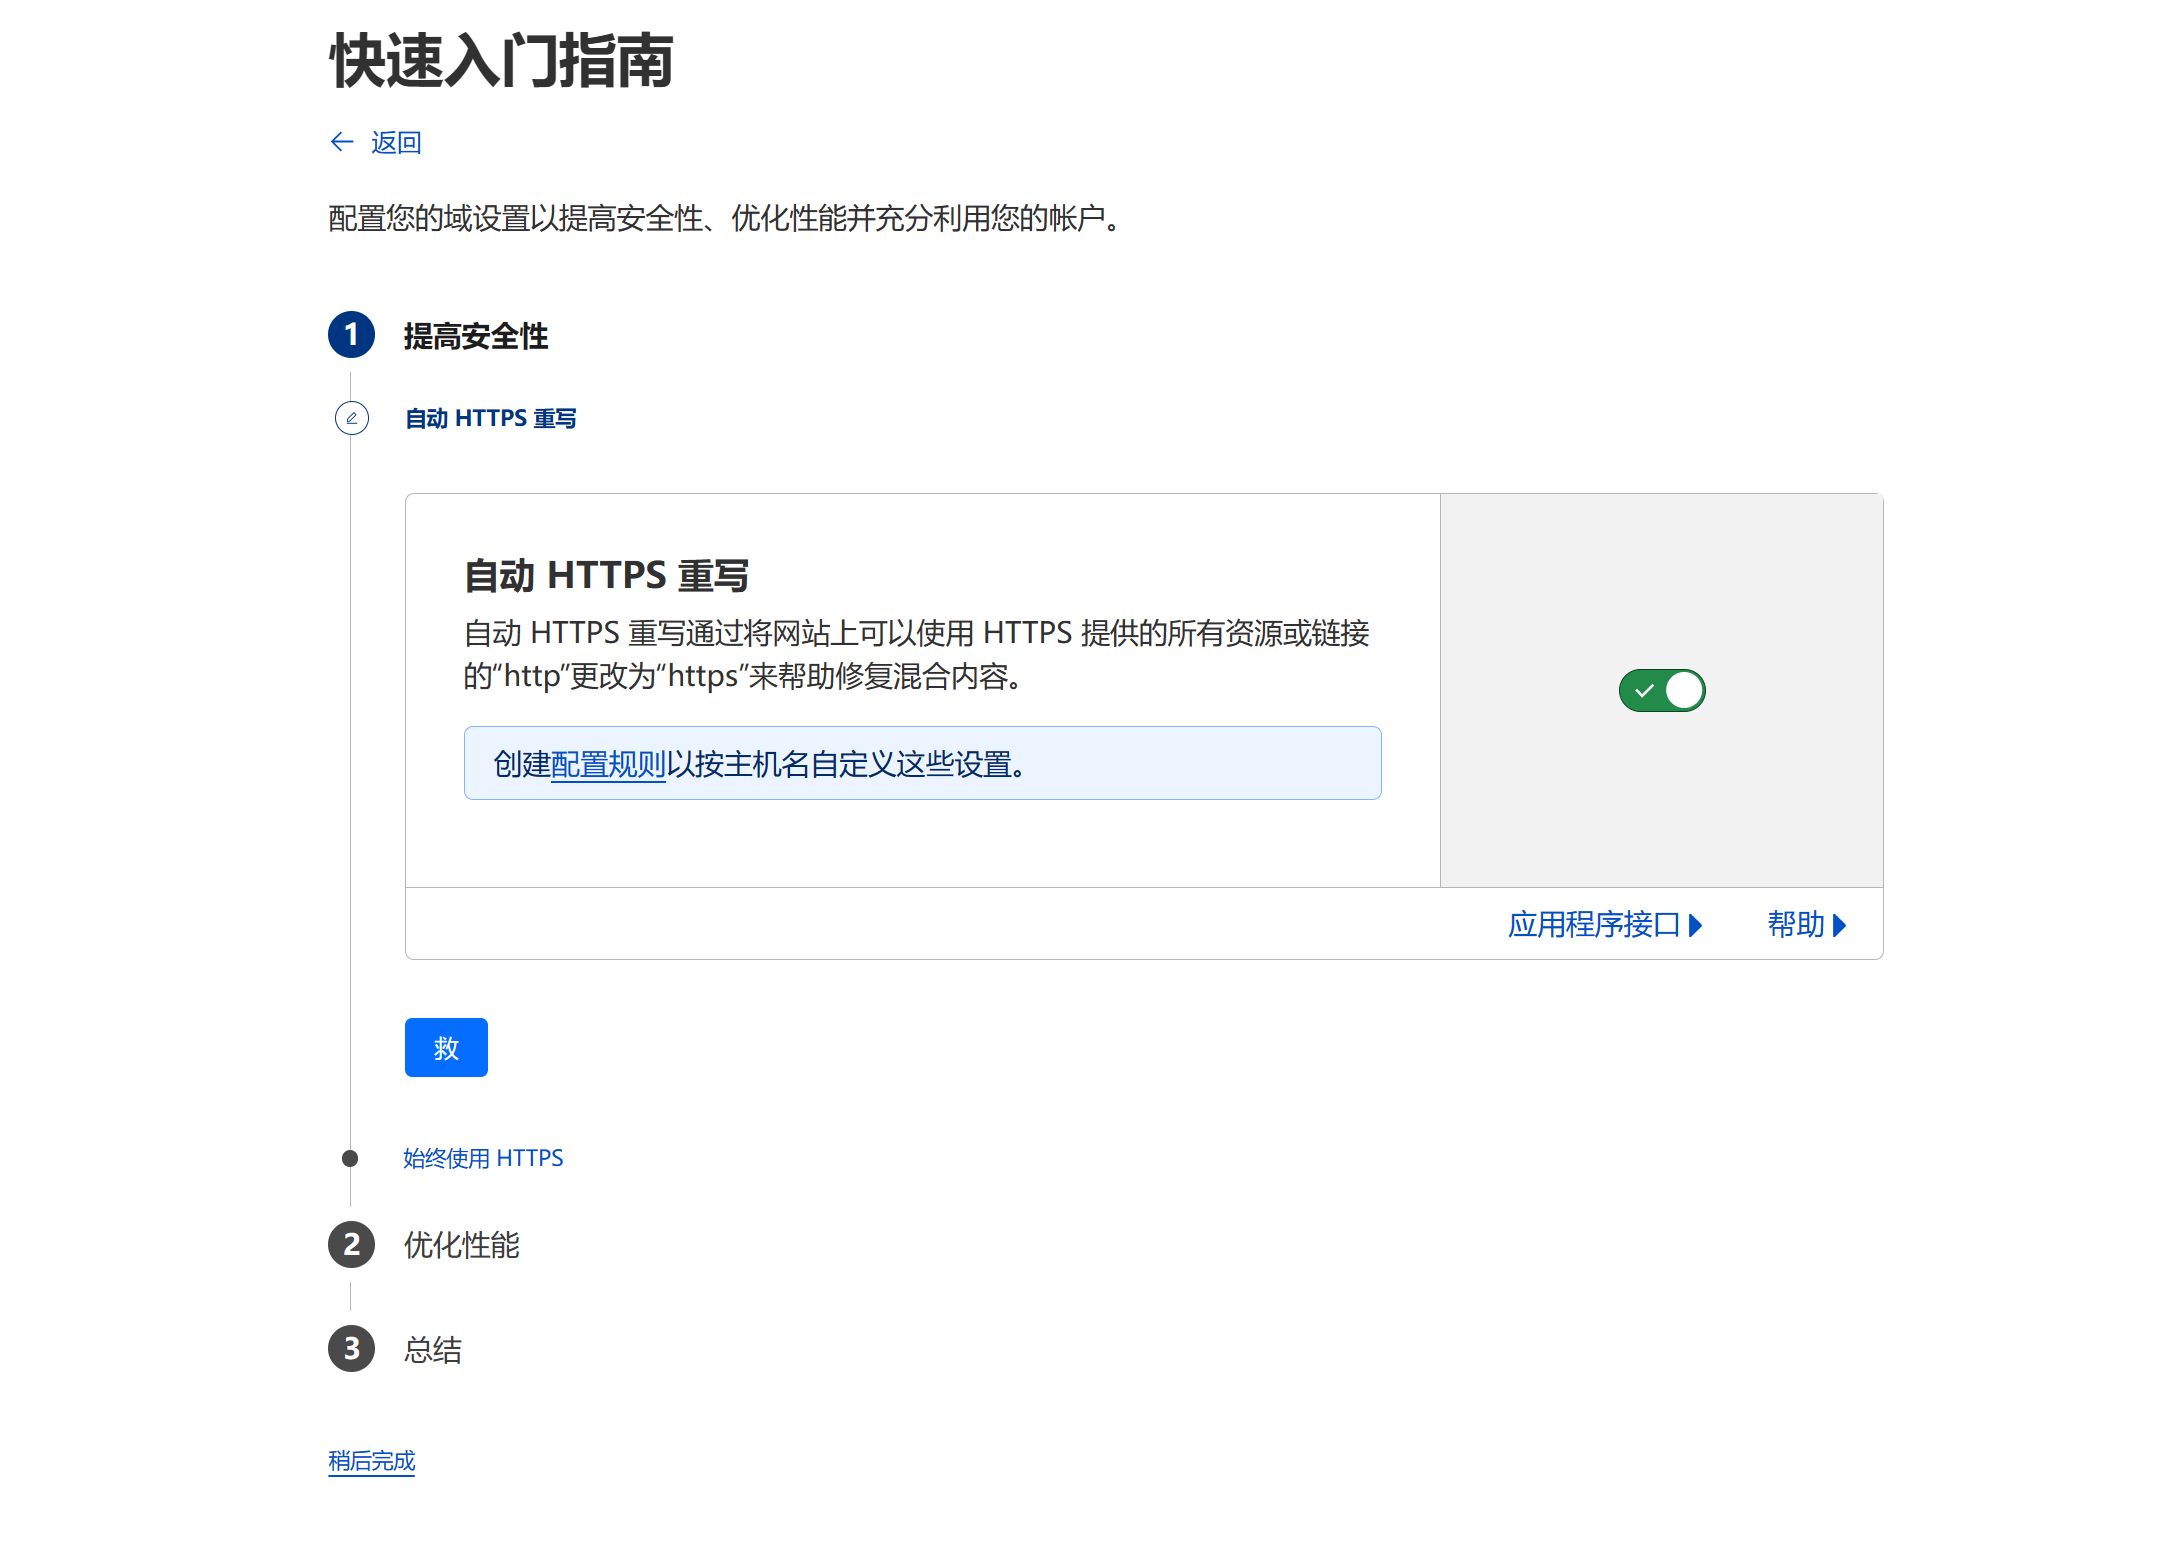 快速入门指南
返回
配置您的域设置以提高安全性、优化性能并充分利用您的帐户。
1 提高安全性
自动 HTTPS 重写
自动 HTTPS 重写
自动 HTTPS 重写通过将网站上可以使用 HTTPS 提供的所有资源或链接
的“http”更改为“https”来帮助修复混合内容。
创建配置规则以按主机名自定义这些设置。
应用程序接口 帮助
救
始终使用 HTTPS
2 优化性能
3 总结
稍后完成